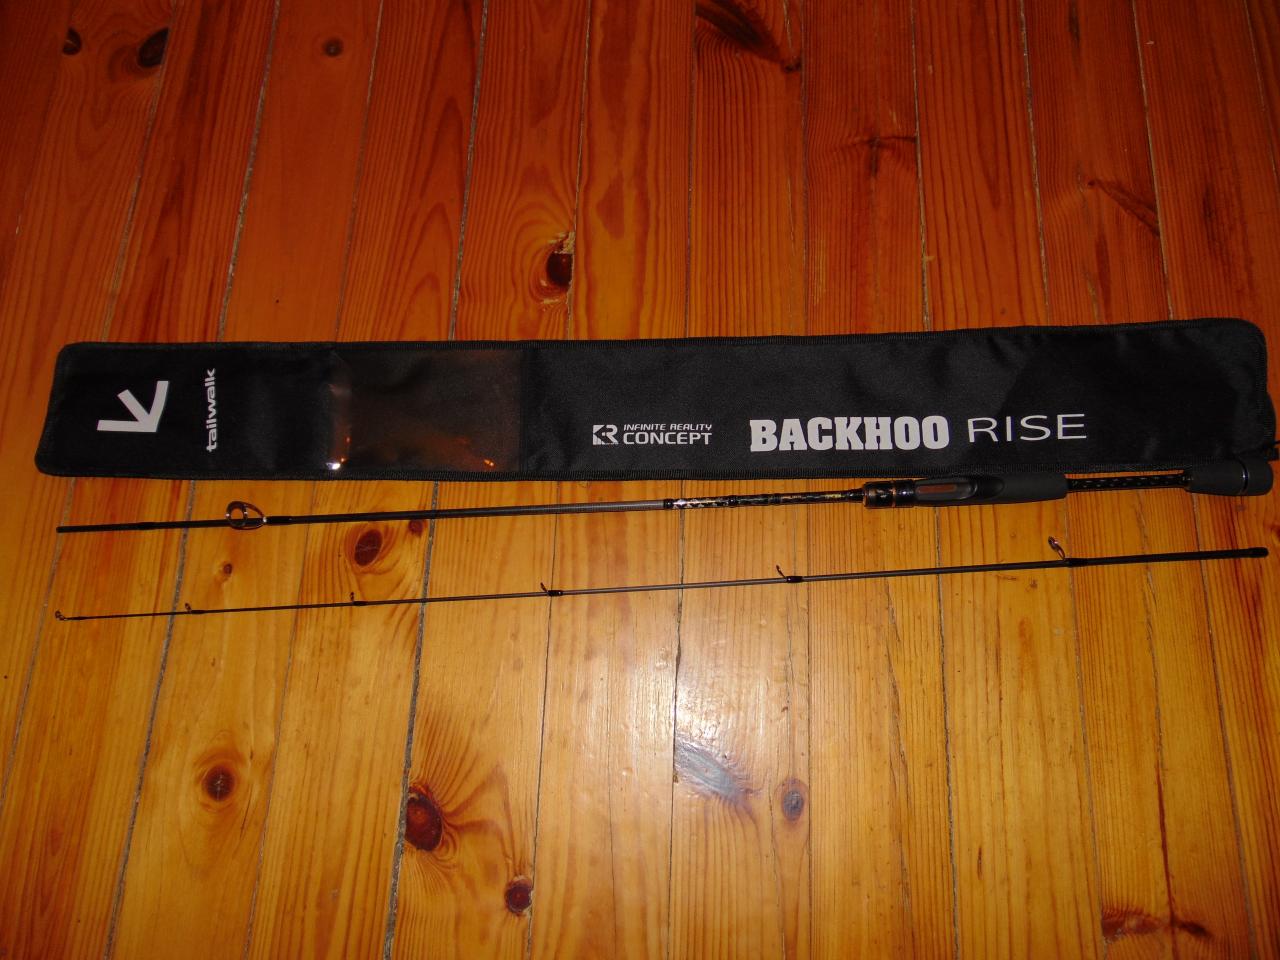 tailwalk
INFINITE REALITY
CONCEPT
BACKHOO RISE